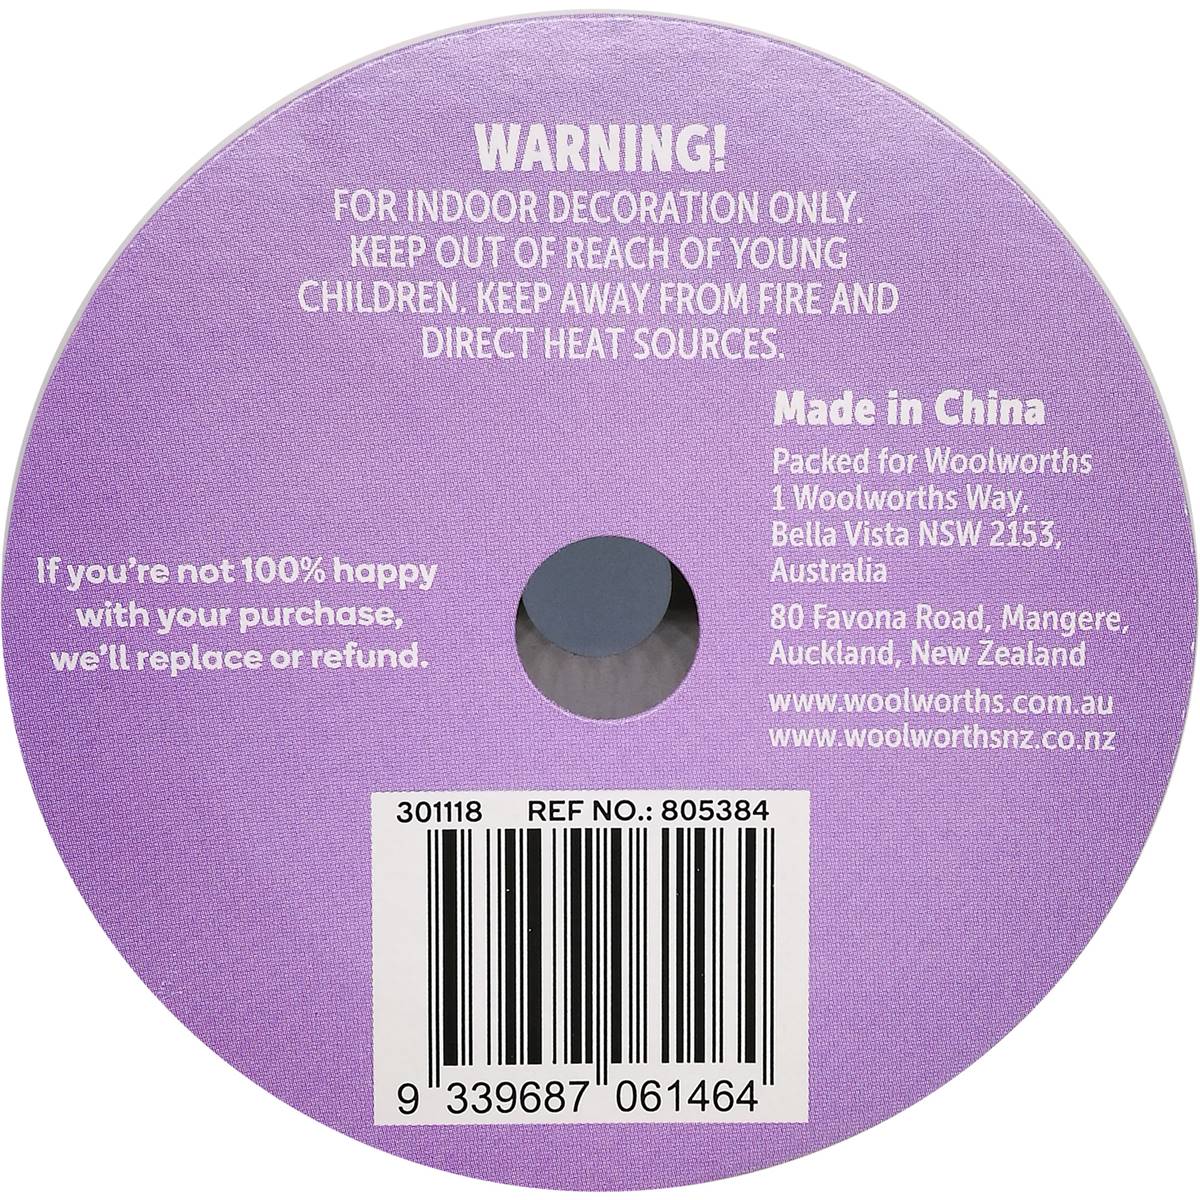 WARNING!
FOR INDOOR DECORATION ONLY.
KEEP OUT OF REACH OF YOUNG
CHILDREN. KEEP AWAY FROM FIRE AND
DIRECT HEAT SOURCES.
If you're not 100% happy
with your purchase,
we'll replace or refund.
Made in China
Packed for Woolworths
1 Woolworths Way,
Bella Vista NSW 2153,
Australia
80 Favona Road, Mangere,
Auckland, New Zealand
www.woolworths.com.au
www.woolworthsnz.co.nz
301118 REF NO.: 805384
9 339687 061464